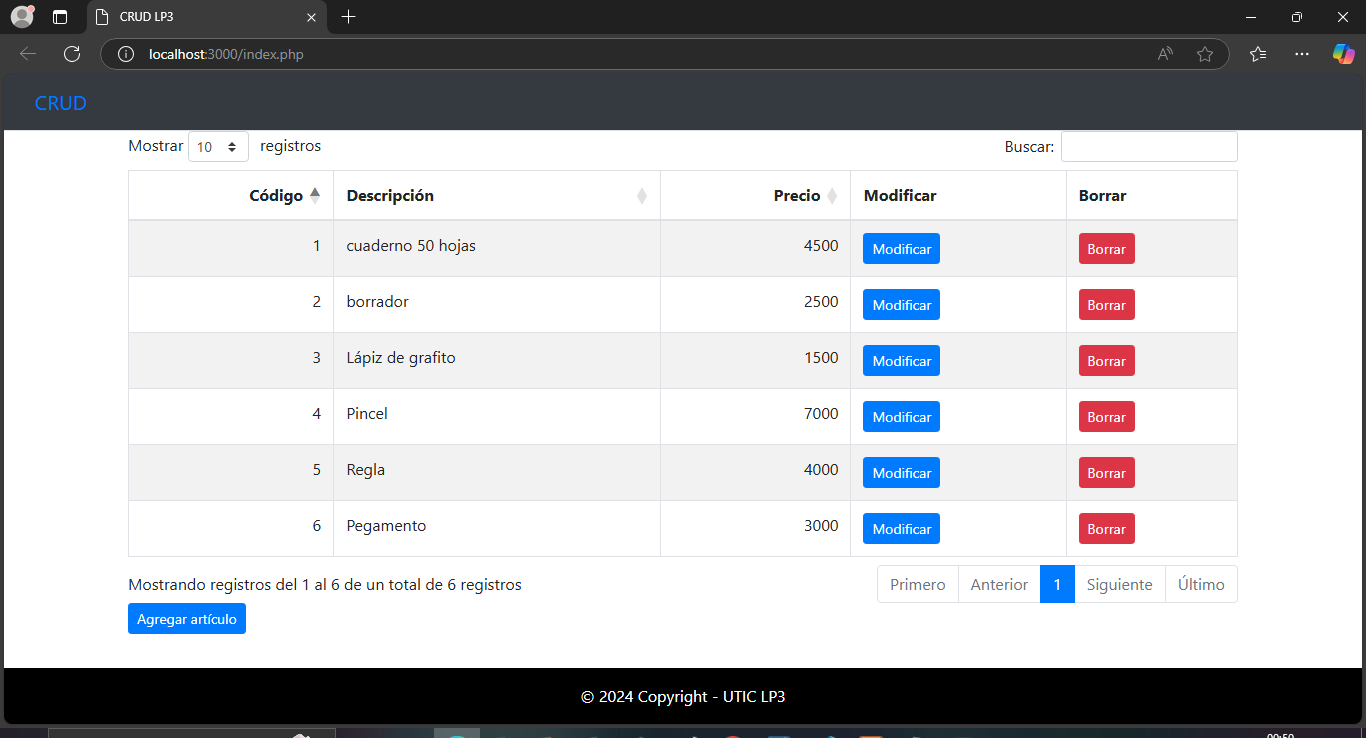 CRUD LP3
localhost:3000/index.php
CRUD
Mostrar 10 registros Buscar:
Código Descripción Precio Modificar Borrar
1 cuaderno 50 hojas 4500 Modificar Borrar
2 borrador 2500 Modificar Borrar
3 Lápiz de grafito 1500 Modificar Borrar
4 Pincel 7000 Modificar Borrar
5 Regla 4000 Modificar Borrar
6 Pegamento 3000 Modificar Borrar
Mostrando registros del 1 al 6 de un total de 6 registros Primero Anterior 1 Siguiente Último
Agregar artículo
© 2024 Copyright - UTIC LP3